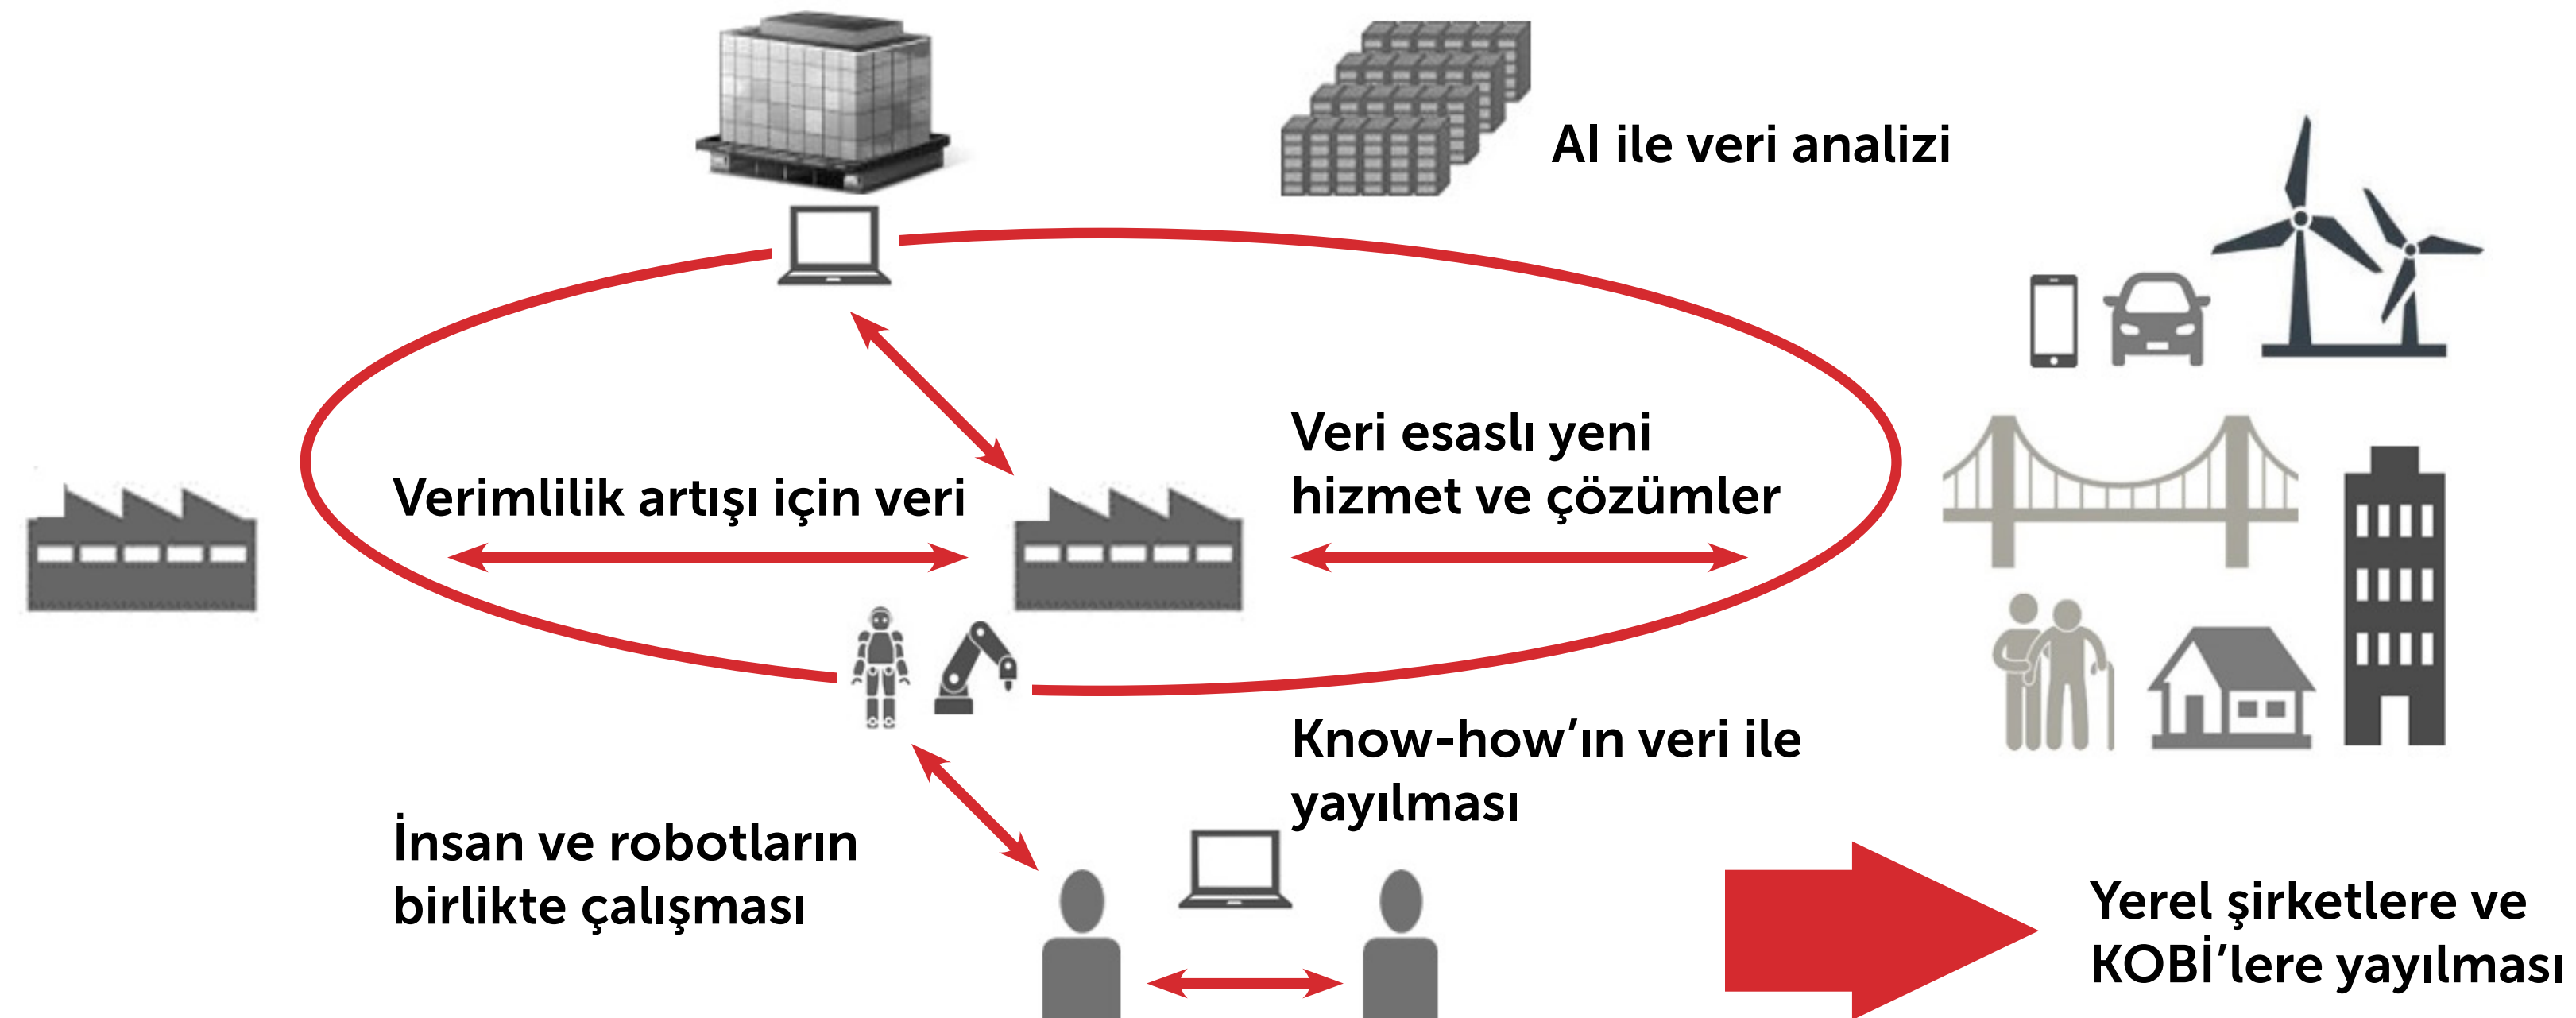 AI ile veri analizi
Verimlilik artışı için veri
Veri esaslı yeni
hizmet ve çözümler
Know-how’ın veri ile
yayılması
İnsan ve robotların
birlikte çalışması
Yerel şirketlere ve
KOBİ’lere yayılması